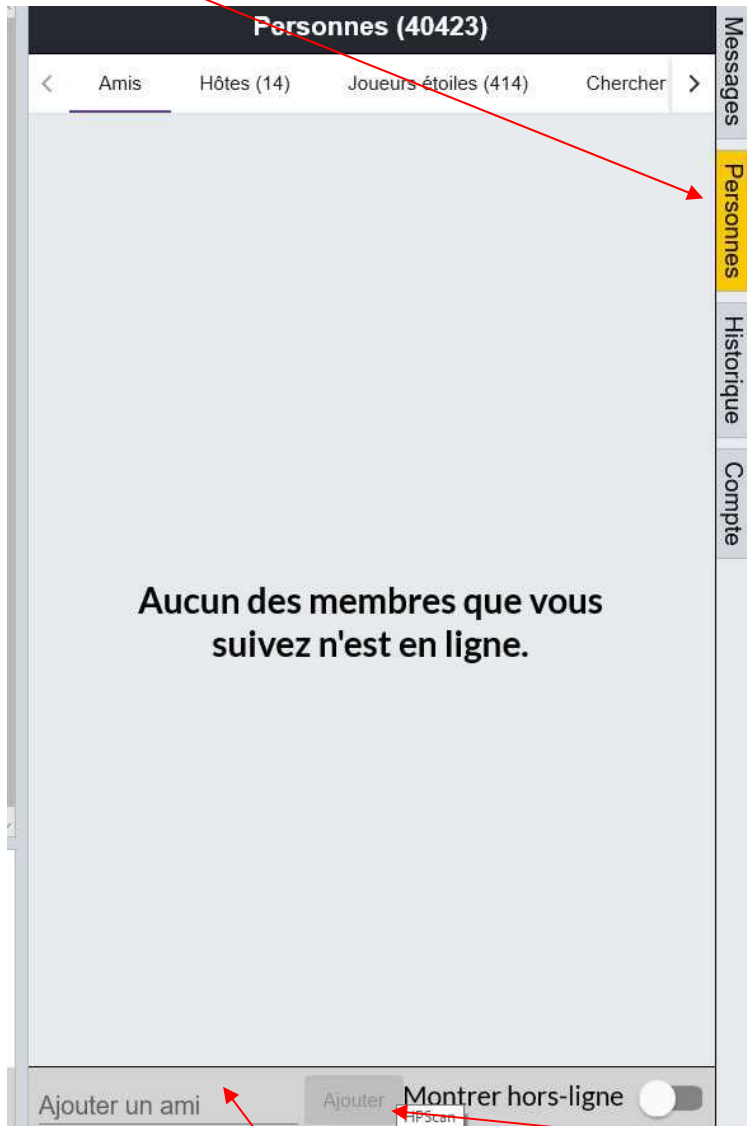 Personnes (40423)
Amis Hôtes (14) Joueurs étoiles (414) Chercher
Aucun des membres que vous
suivez n'est en ligne.
Ajouter un ami Ajouter Montrer hors-ligne
HPScan
Messages
Personnes
Historique
Compte